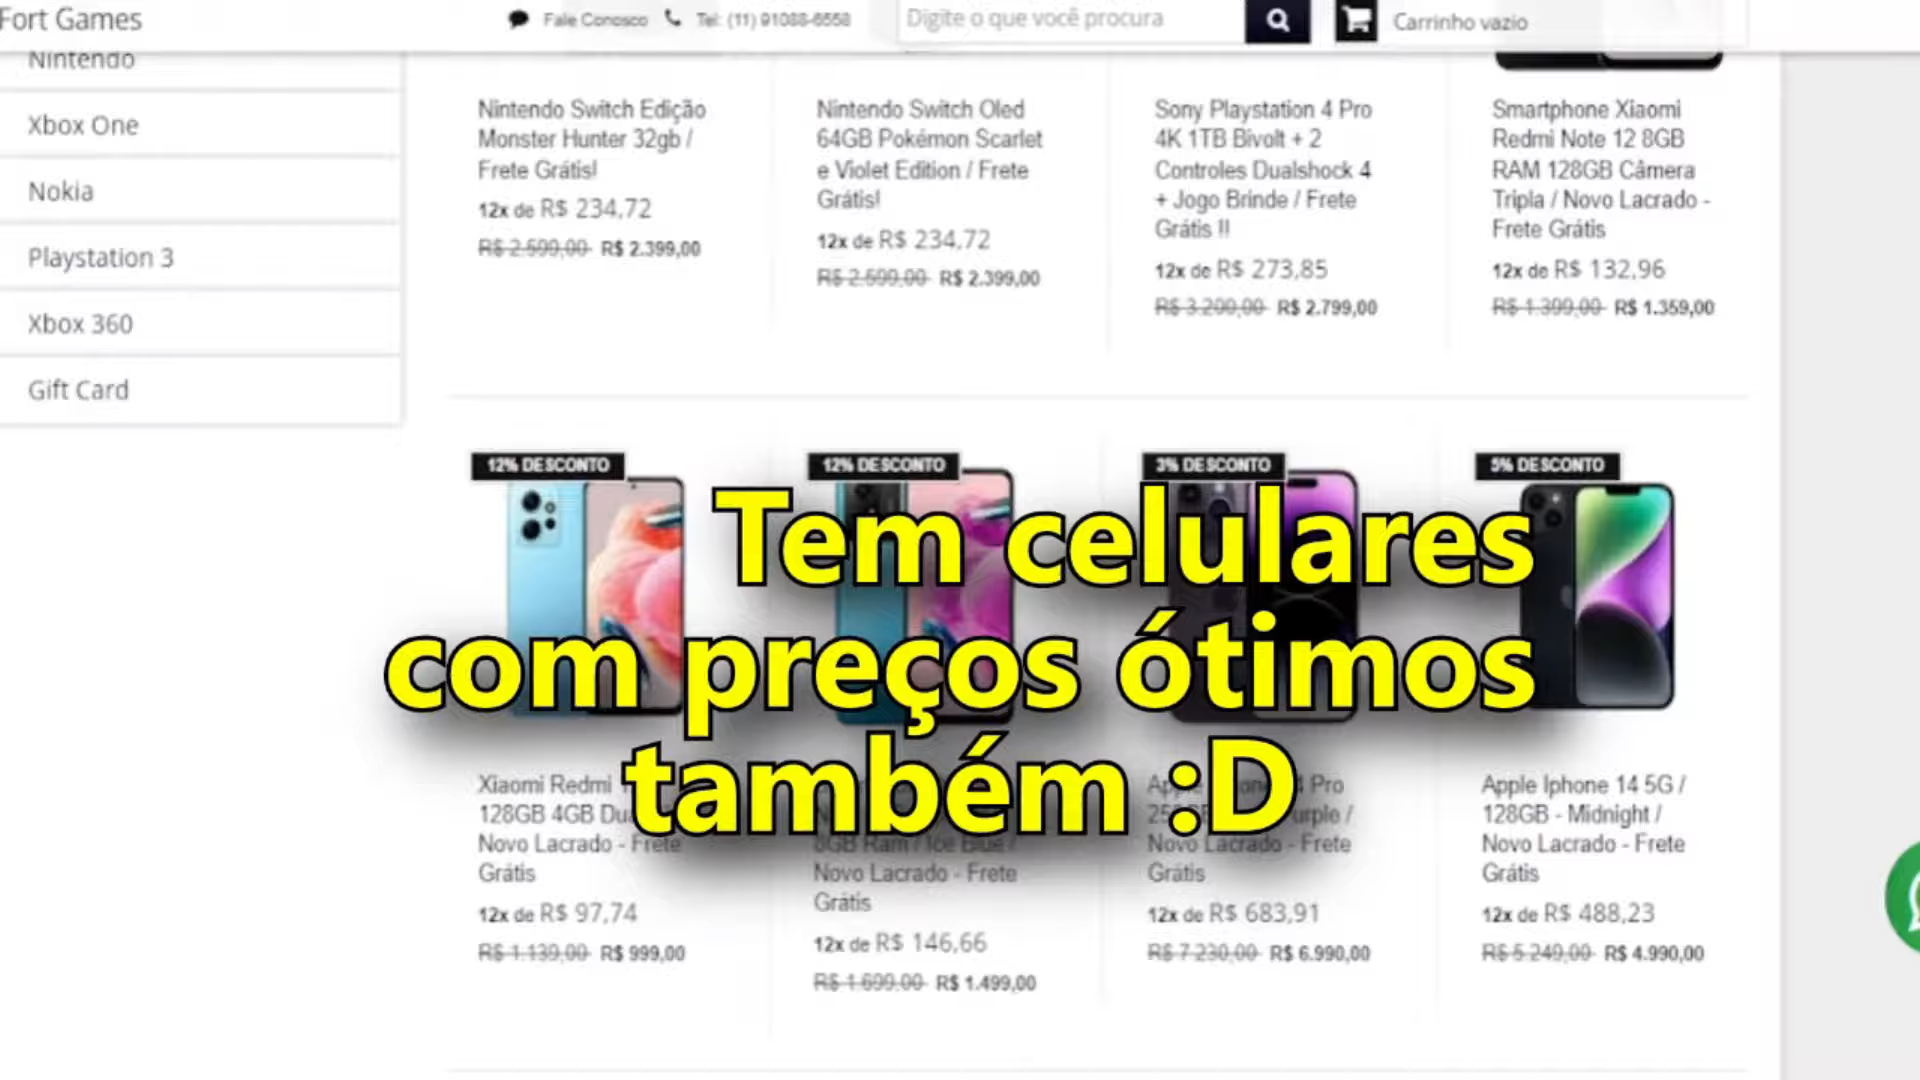 Fort Games
Fale Conosco
Tel: (11) 91088-6558
Digite o que você procura
Carrinho vazio
Nintendo
Xbox One
Nokia
Playstation 3
Xbox 360
Gift Card
Nintendo Switch Edição
Monster Hunter 32gb /
Frete Grátis!
12x de R$ 234,72
R$ 2.599,00 R$ 2.399,00
Nintendo Switch Oled
64GB Pokémon Scarlet
e Violet Edition / Frete
Grátis!
12x de R$ 234,72
R$ 2.599,00 R$ 2.399,00
Sony Playstation 4 Pro
4K 1TB Bivolt + 2
Controles Dualshock 4
+ Jogo Brinde / Frete
Grátis !!
12x de R$ 273,85
R$ 3.200,00 R$ 2.799,00
Smartphone Xiaomi
Redmi Note 12 8GB
RAM 128GB Câmera
Tripla / Novo Lacrado -
Frete Grátis
12x de R$ 132,96
R$ 1.399,00 R$ 1.359,00
12% DESCONTO
12% DESCONTO
3% DESCONTO
5% DESCONTO
Tem celulares
com preços ótimos
também :D
Xiaomi Redmi
128GB 4GB
Novo Lacrado - Frete
Grátis
12x de R$ 97,74
R$ 1.139,00 R$ 999,00
8GB Ram / Ice Blue /
Novo Lacrado - Frete
Grátis
12x de R$ 146,66
R$ 1.699,00 R$ 1.499,00
Pro
Novo Lacrado - Frete
Grátis
12x de R$ 683,91
R$ 7.230,00 R$ 6.990,00
Apple Iphone 14 5G /
128GB - Midnight /
Novo Lacrado - Frete
Grátis
12x de R$ 488,23
R$ 5.249,00 R$ 4.990,00